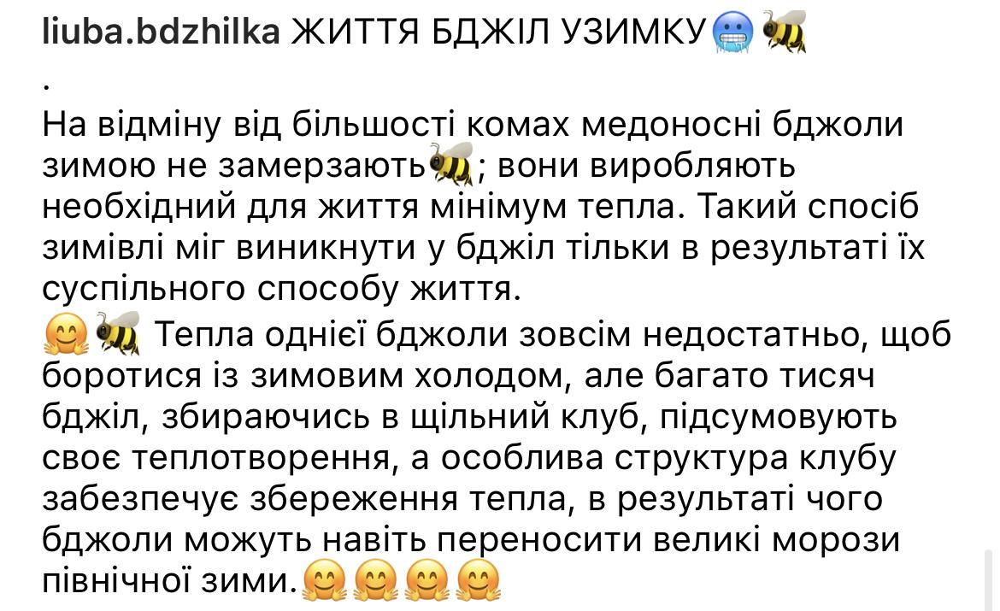 liuba.bdzhilka ЖИТТЯ БДЖІЛ УЗИМКУ🥶🐝
.
На відміну від більшості комах медоносні бджоли
зимою не замерзають🐝; вони виробляють
необхідний для життя мінімум тепла. Такий спосіб
зимівлі міг виникнути у бджіл тільки в результаті їх
суспільного способу життя.
🤗🐝 Тепла однієї бджоли зовсім недостатньо, щоб
боротися із зимовим холодом, але багато тисяч
бджіл, збираючись в щільний клуб, підсумовують
своє теплотворення, а особлива структура клубу
забезпечує збереження тепла, в результаті чого
бджоли можуть навіть переносити великі морози
північної зими.🤗🤗🤗🤗